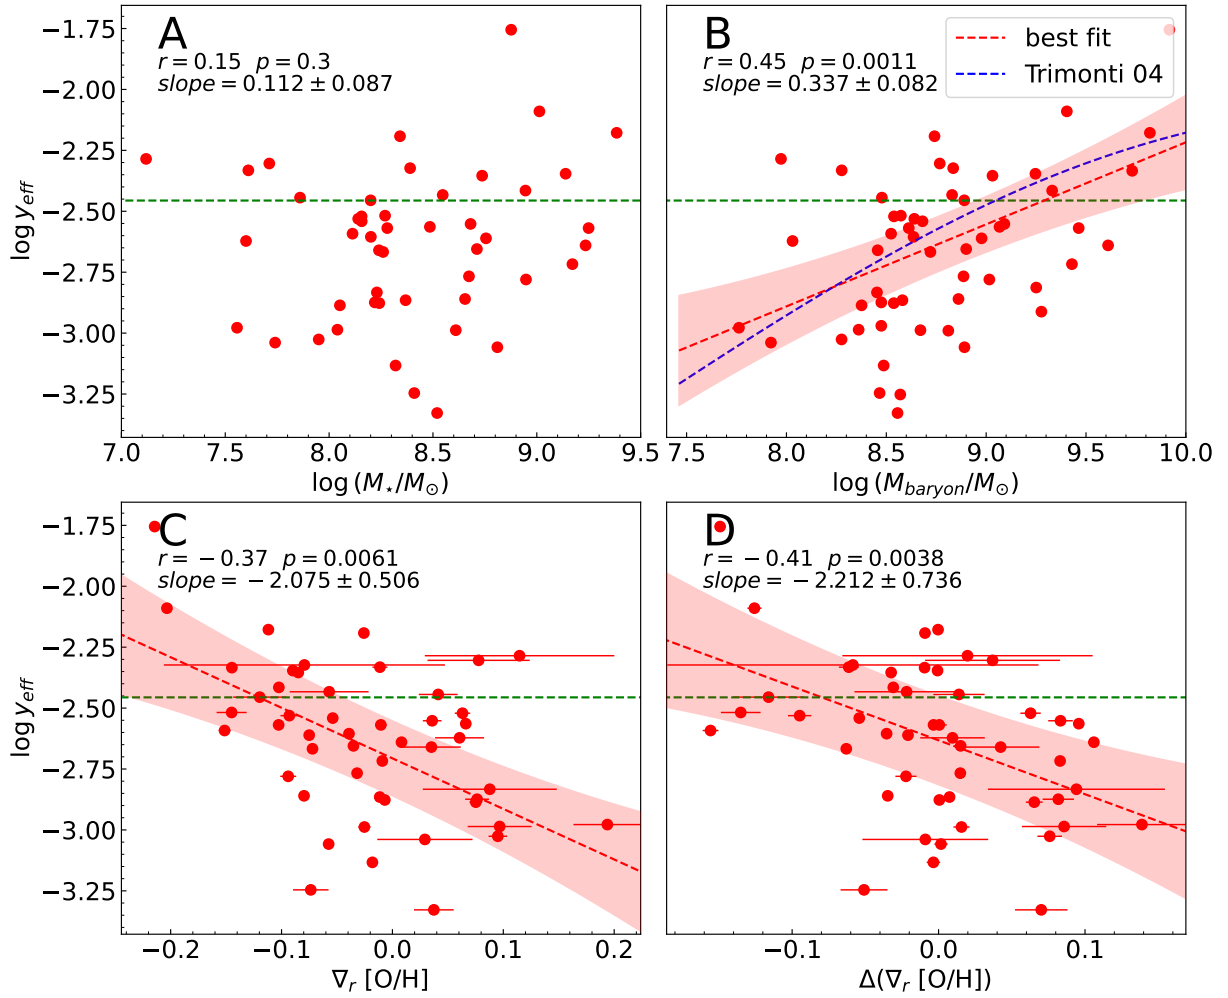 A
r = 0.15 p = 0.3
slope = 0.112 ± 0.087
−1.75
−2.00
−2.25
−2.50
−2.75
−3.00
−3.25
log y_eff
7.0 7.5 8.0 8.5 9.0 9.5
log (M⋆/M⊙)
B
r = 0.45 p = 0.0011
slope = 0.337 ± 0.082
best fit
Trimonti 04
7.5 8.0 8.5 9.0 9.5 10.0
log (M_baryon/M⊙)
C
r = −0.37 p = 0.0061
slope = −2.075 ± 0.506
−1.75
−2.00
−2.25
−2.50
−2.75
−3.00
−3.25
log y_eff
−0.2 −0.1 0.0 0.1 0.2
∇r [O/H]
D
r = −0.41 p = 0.0038
slope = −2.212 ± 0.736
−0.1 0.0 0.1
Δ(∇r [O/H])